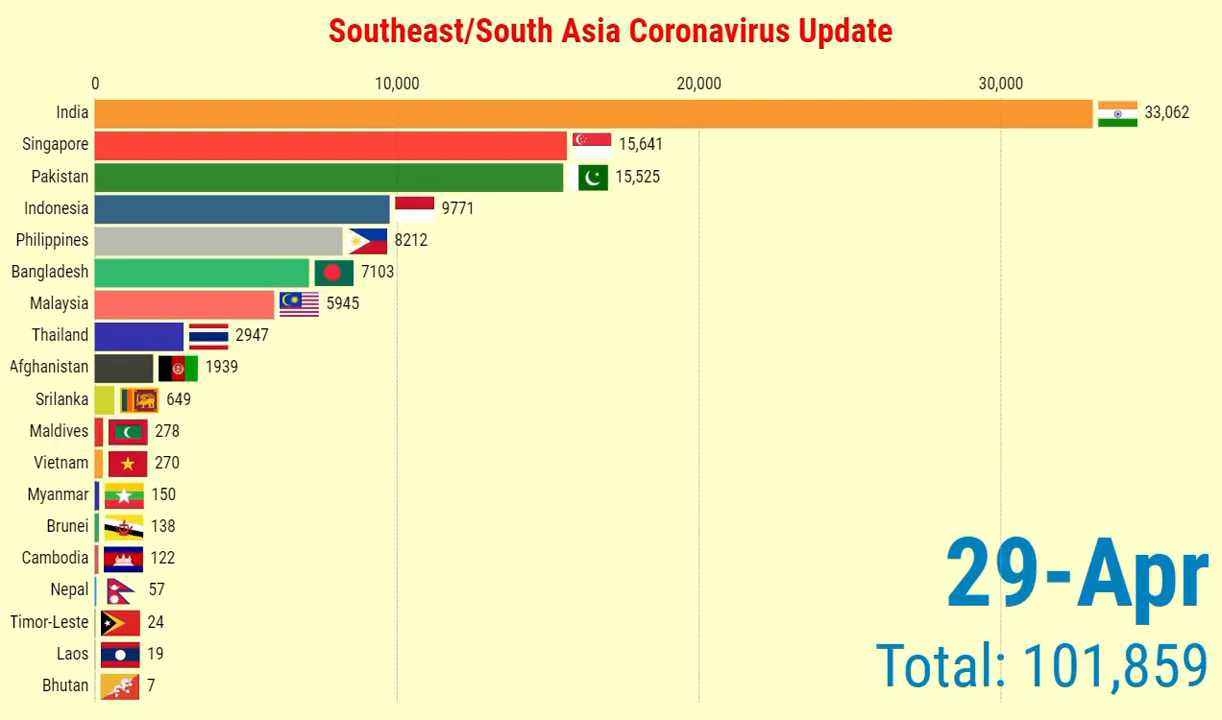 Southeast/South Asia Coronavirus Update
0 10,000 20,000 30,000
India 33,062
Singapore 15,641
Pakistan 15,525
Indonesia 9771
Philippines 8212
Bangladesh 7103
Malaysia 5945
Thailand 2947
Afghanistan 1939
Srilanka 649
Maldives 278
Vietnam 270
Myanmar 150
Brunei 138
Cambodia 122
Nepal 57
Timor-Leste 24
Laos 19
Bhutan 7
29-Apr
Total: 101,859